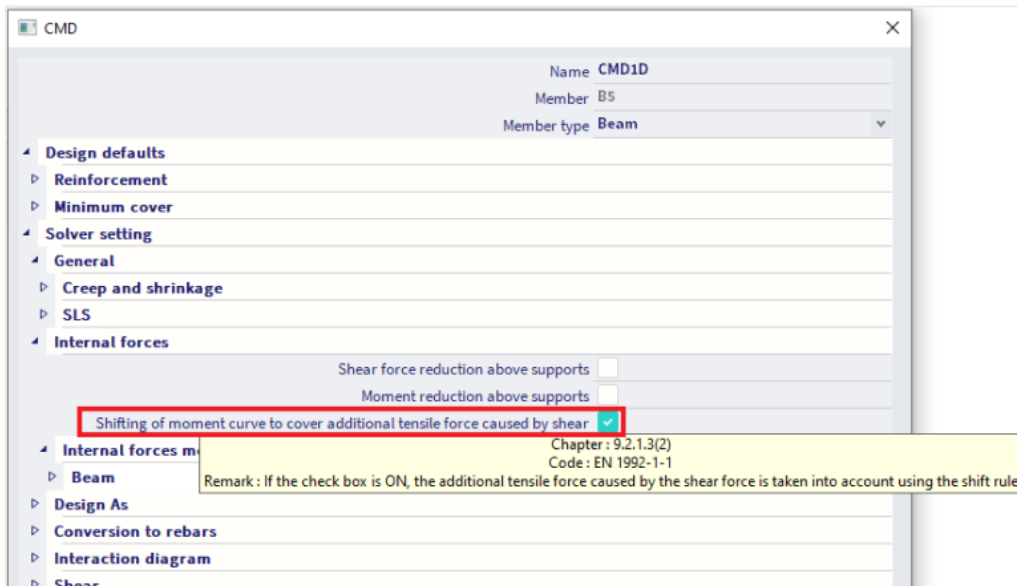 CMD
Name CMD1D
Member B5
Member type Beam
Design defaults
Reinforcement
Minimum cover
Solver setting
General
Creep and shrinkage
SLS
Internal forces
Shear force reduction above supports
Moment reduction above supports
Shifting of moment curve to cover additional tensile force caused by shear
Chapter : 9.2.1.3(2)
Internal forces m
Code : EN 1992-1-1
Beam
Remark : If the check box is ON, the additional tensile force caused by the shear force is taken into account using the shift rule
Design As
Conversion to rebars
Interaction diagram
Shear